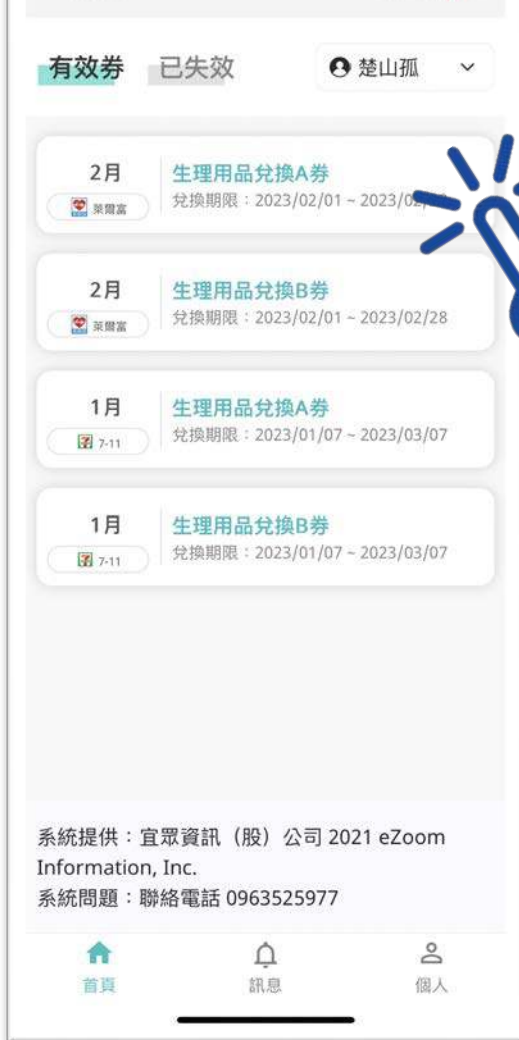 有效券
已失效
楚山孤
2月
萊爾富
生理用品兌換A券
兌換期限：2023/02/01 ~ 2023/02
2月
萊爾富
生理用品兌換B券
兌換期限：2023/02/01 ~ 2023/02/28
1月
7-11
生理用品兌換A券
兌換期限：2023/01/07 ~ 2023/03/07
1月
7-11
生理用品兌換B券
兌換期限：2023/01/07 ~ 2023/03/07
系統提供：宜眾資訊（股）公司 2021 eZoom
Information, Inc.
系統問題：聯絡電話 0963525977
首頁
訊息
個人